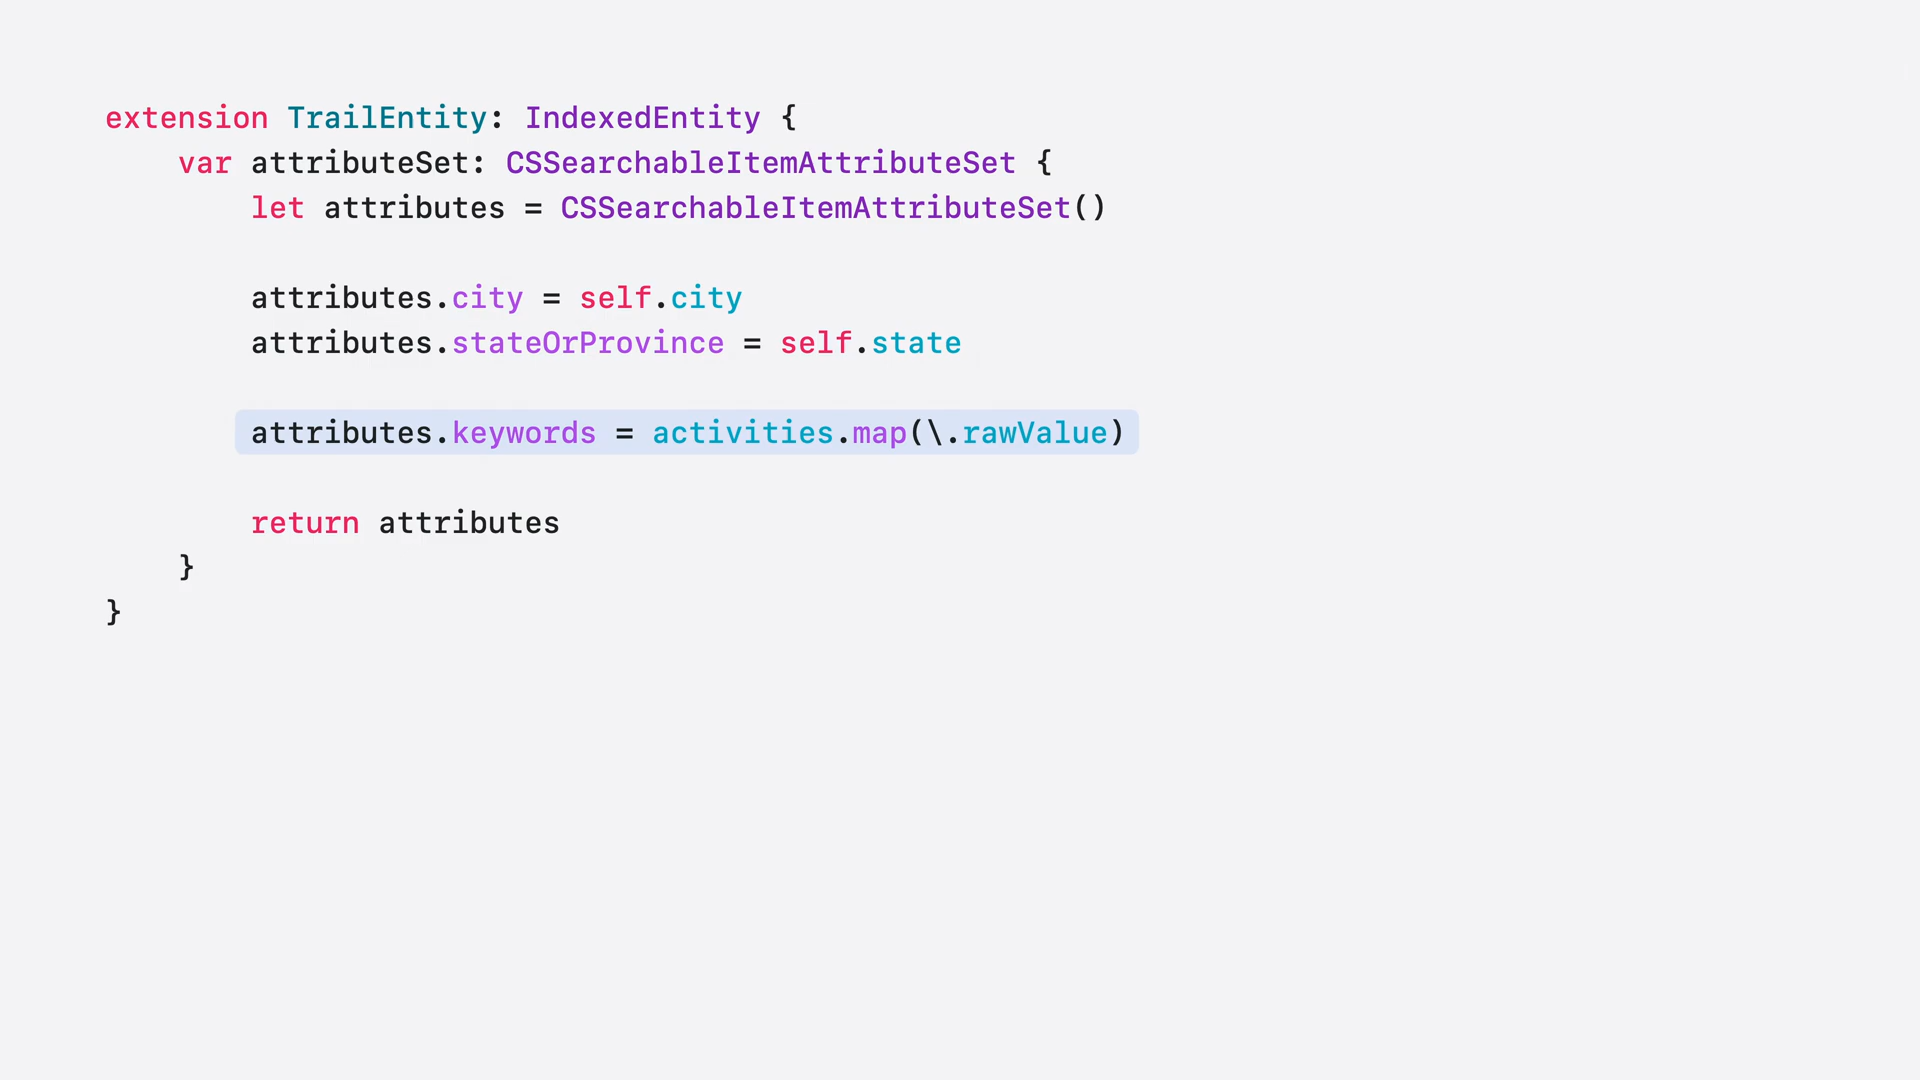 extension TrailEntity: IndexedEntity {
    var attributeSet: CSSearchableItemAttributeSet {
        let attributes = CSSearchableItemAttributeSet()
        attributes.city = self.city
        attributes.stateOrProvince = self.state
        attributes.keywords = activities.map(\.rawValue)
        return attributes
    }
}